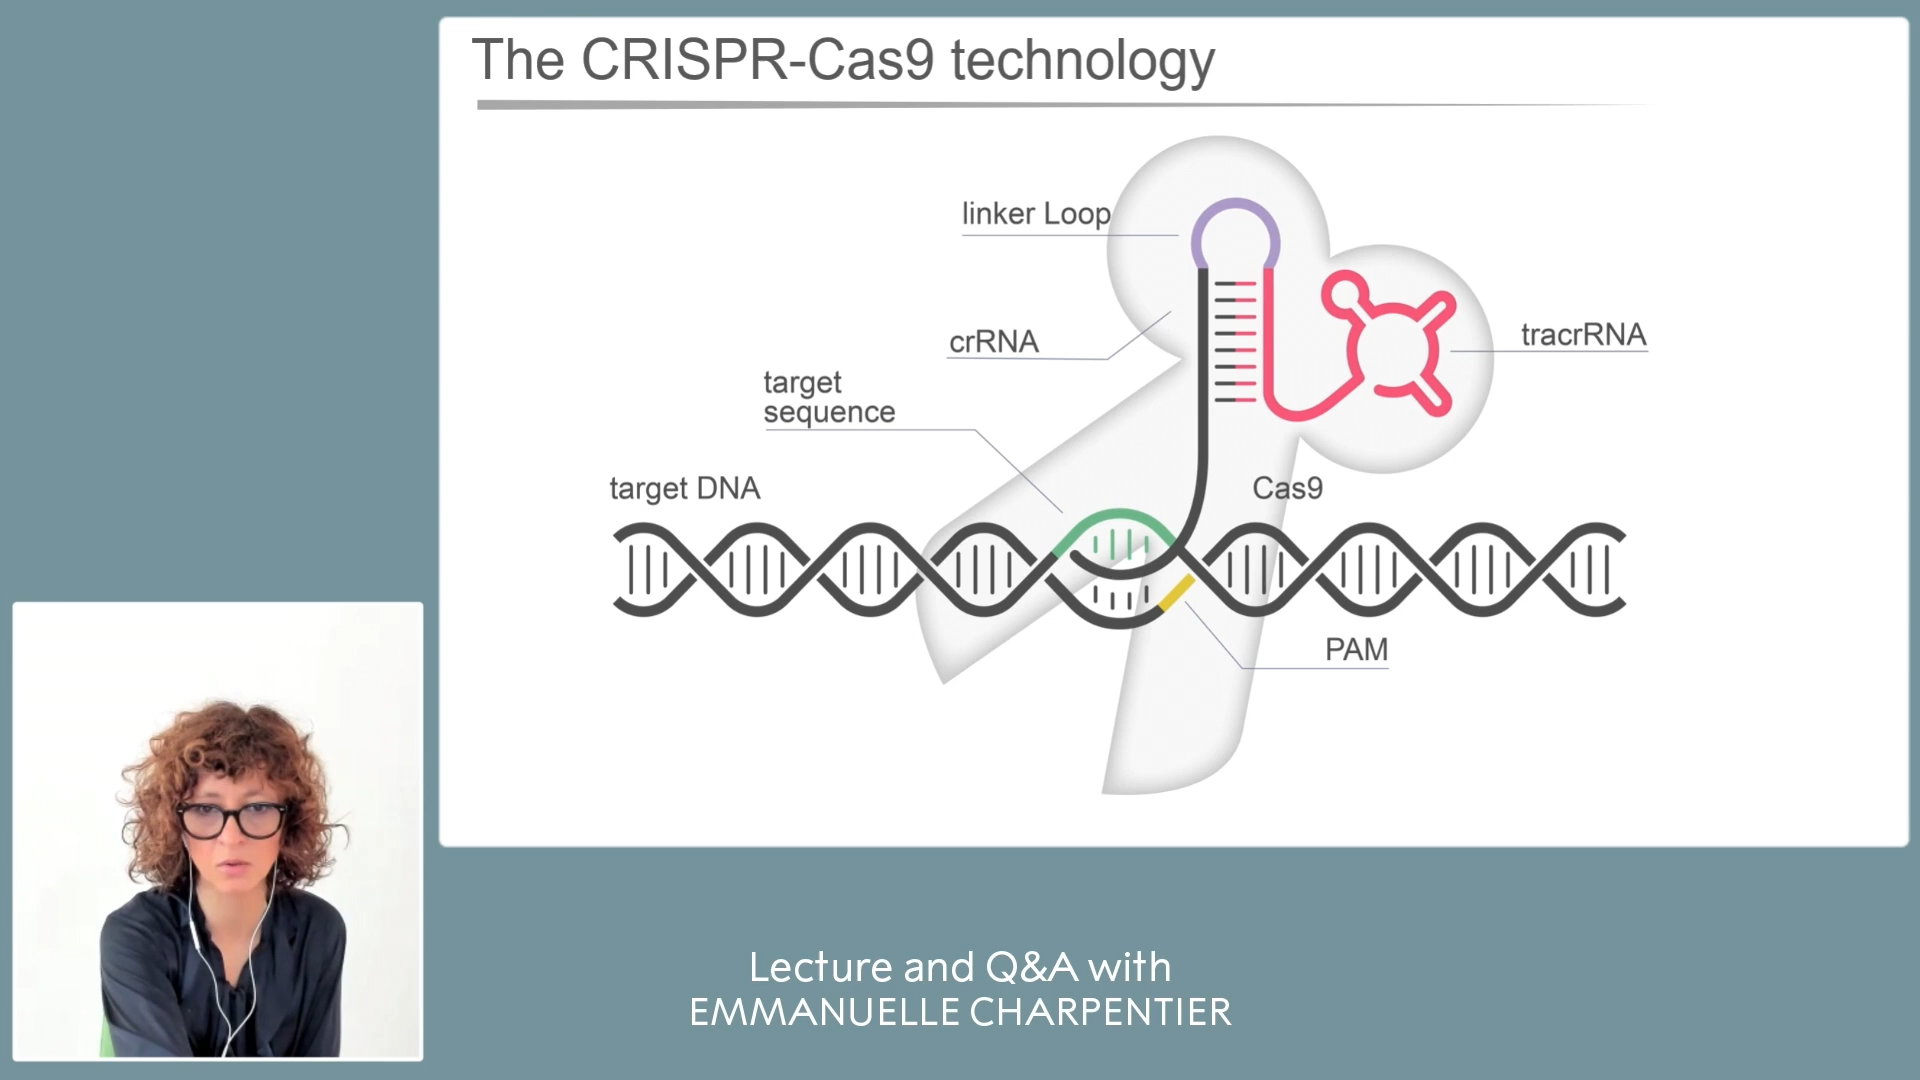 The CRISPR-Cas9 technology
linker Loop
crRNA
tracrRNA
target
sequence
target DNA
Cas9
PAM
Lecture and Q&A with
EMMANUELLE CHARPENTIER